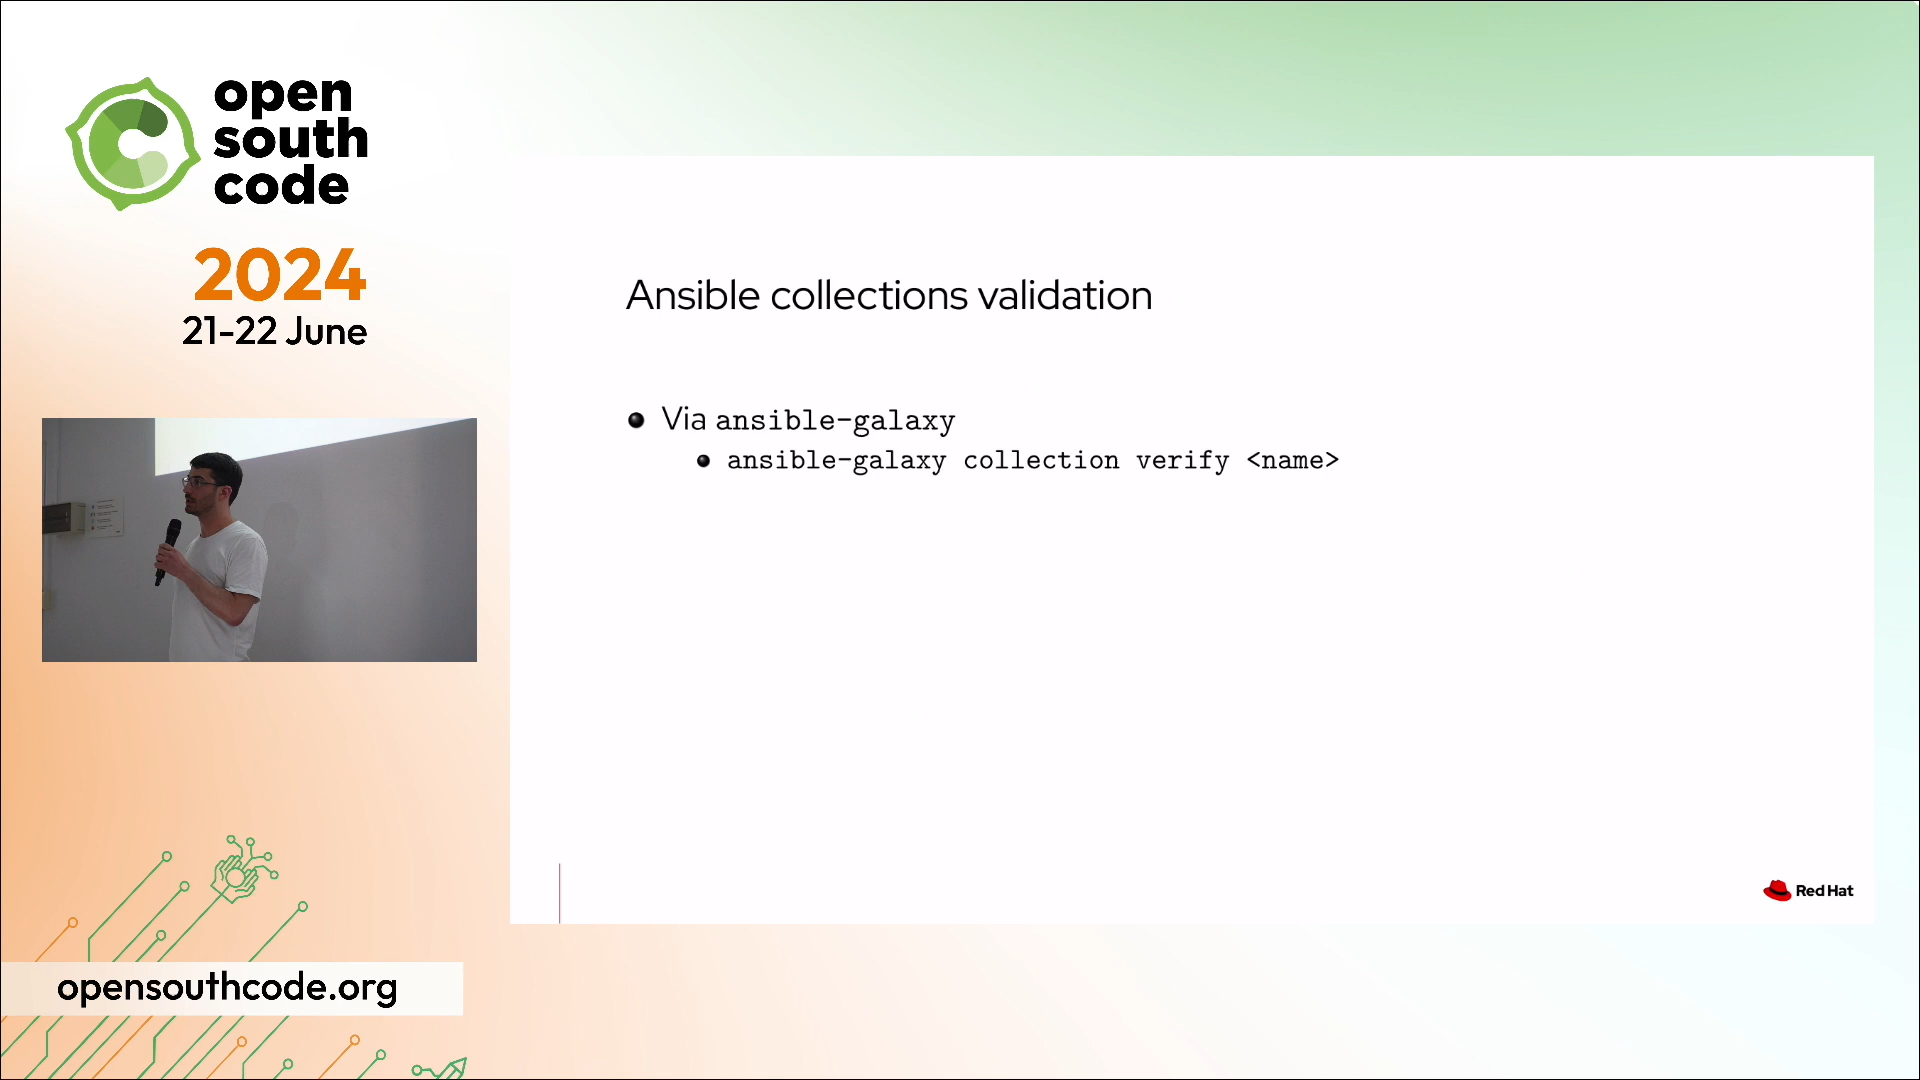 open
south
code
2024
21-22 June
Ansible collections validation
Via ansible-galaxy
ansible-galaxy collection verify <name>
Red Hat
opensouthcode.org